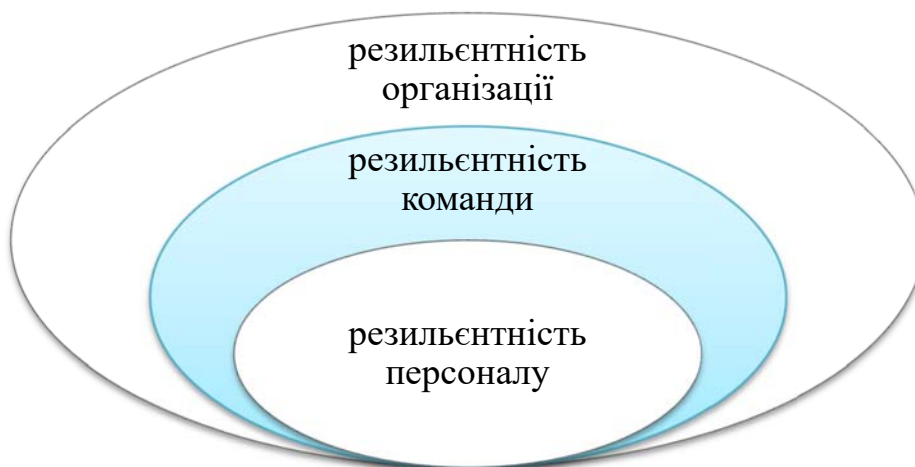 резильєнтність
організації
резильєнтність
команди
резильєнтність
персоналу